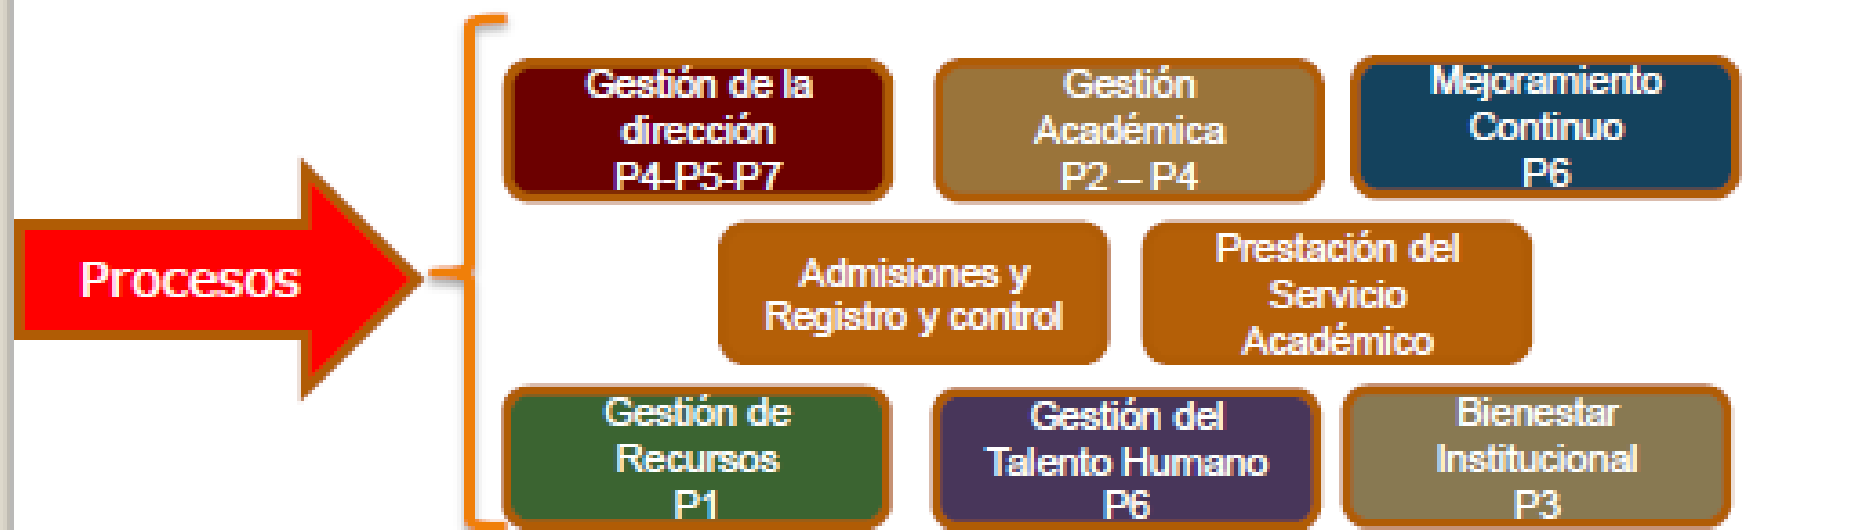 Procesos
Gestión de la
dirección
P4-P5-P7
Gestión
Académica
P2 – P4
Mejoramiento
Continuo
P6
Admisiones y
Registro y control
Prestación del
Servicio
Académico
Gestión de
Recursos
P1
Gestión del
Talento Humano
P6
Bienestar
Institucional
P3